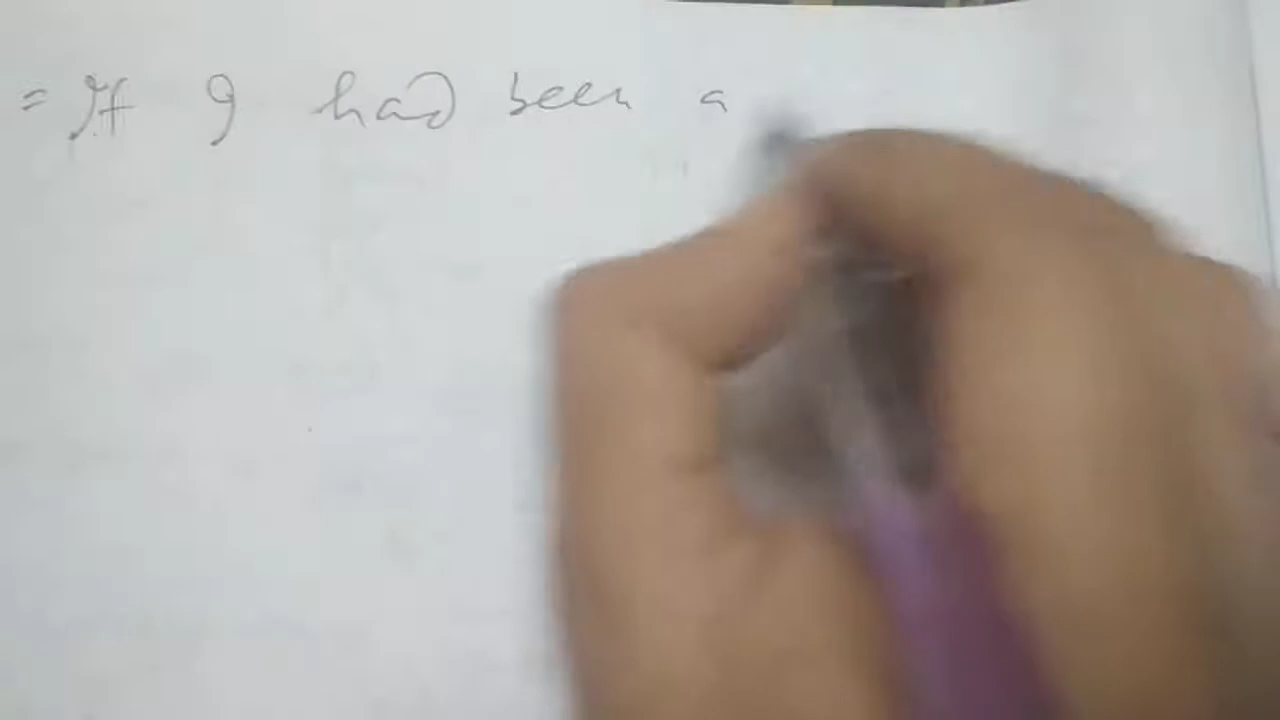 = If I had been a